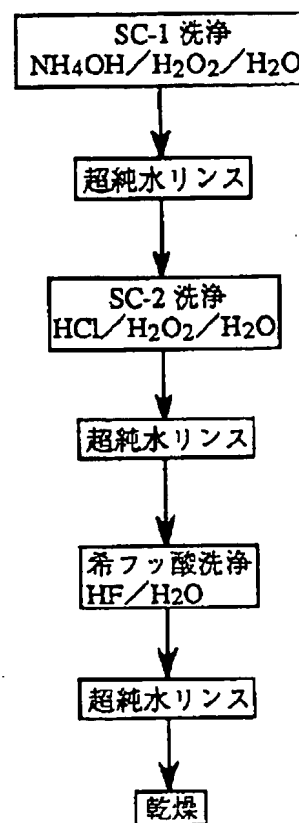 SC-1 洗浄
NH4OH／H2O2／H2O
超純水リンス
SC-2 洗浄
HCl／H2O2／H2O
超純水リンス
希フッ酸洗浄
HF／H2O
超純水リンス
乾燥